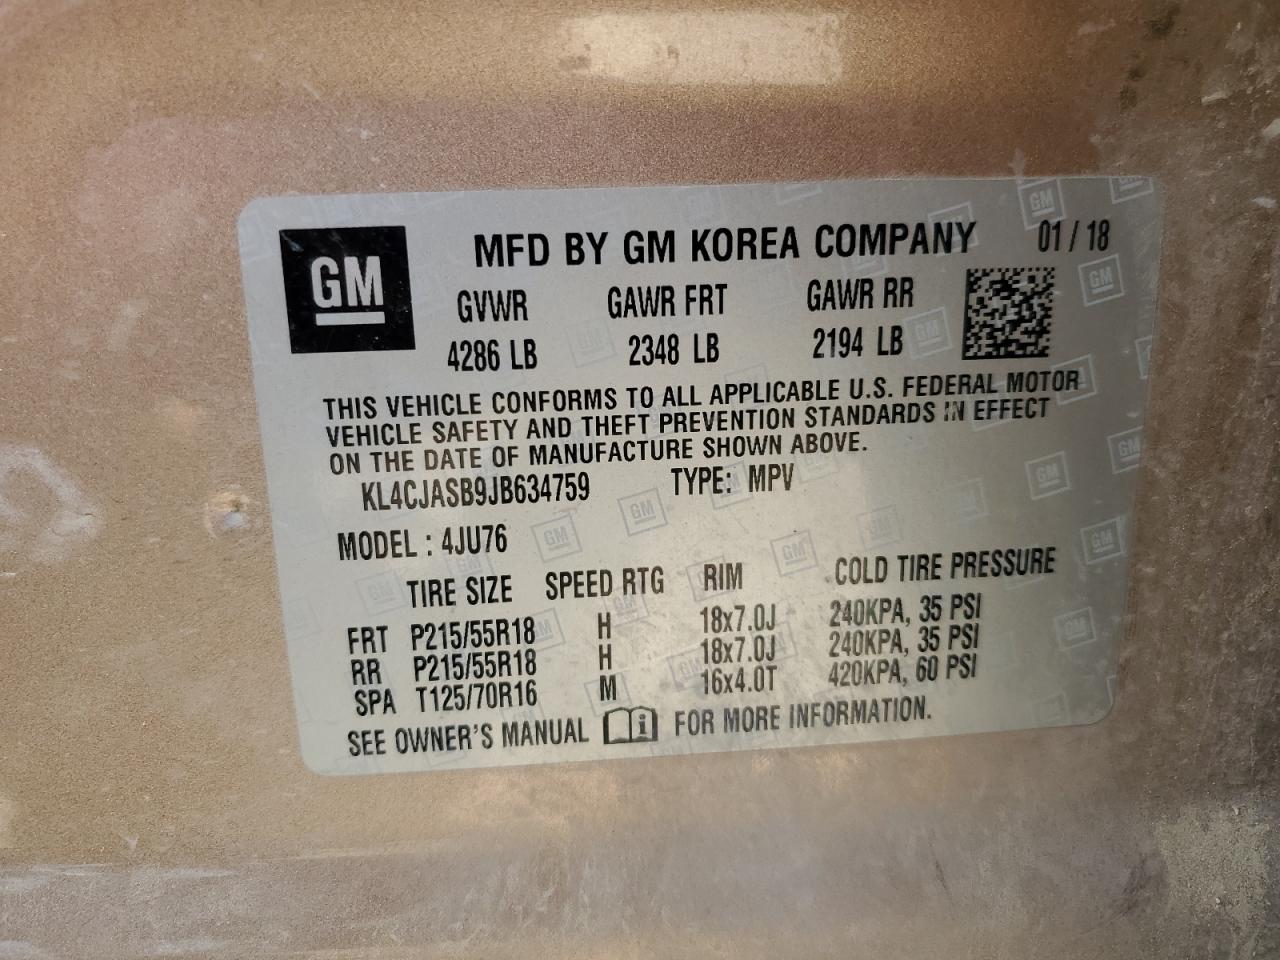 GM
MFD BY GM KOREA COMPANY 01 / 18
GVWR GAWR FRT GAWR RR
4286 LB 2348 LB 2194 LB
THIS VEHICLE CONFORMS TO ALL APPLICABLE U.S. FEDERAL MOTOR
VEHICLE SAFETY AND THEFT PREVENTION STANDARDS IN EFFECT
ON THE DATE OF MANUFACTURE SHOWN ABOVE.
KL4CJASB9JB634759 TYPE: MPV
MODEL : 4JU76
TIRE SIZE SPEED RTG RIM COLD TIRE PRESSURE
FRT P215/55R18 H 18x7.0J 240KPA, 35 PSI
RR P215/55R18 H 18x7.0J 240KPA, 35 PSI
SPA T125/70R16 M 16x4.0T 420KPA, 60 PSI
SEE OWNER'S MANUAL i FOR MORE INFORMATION.